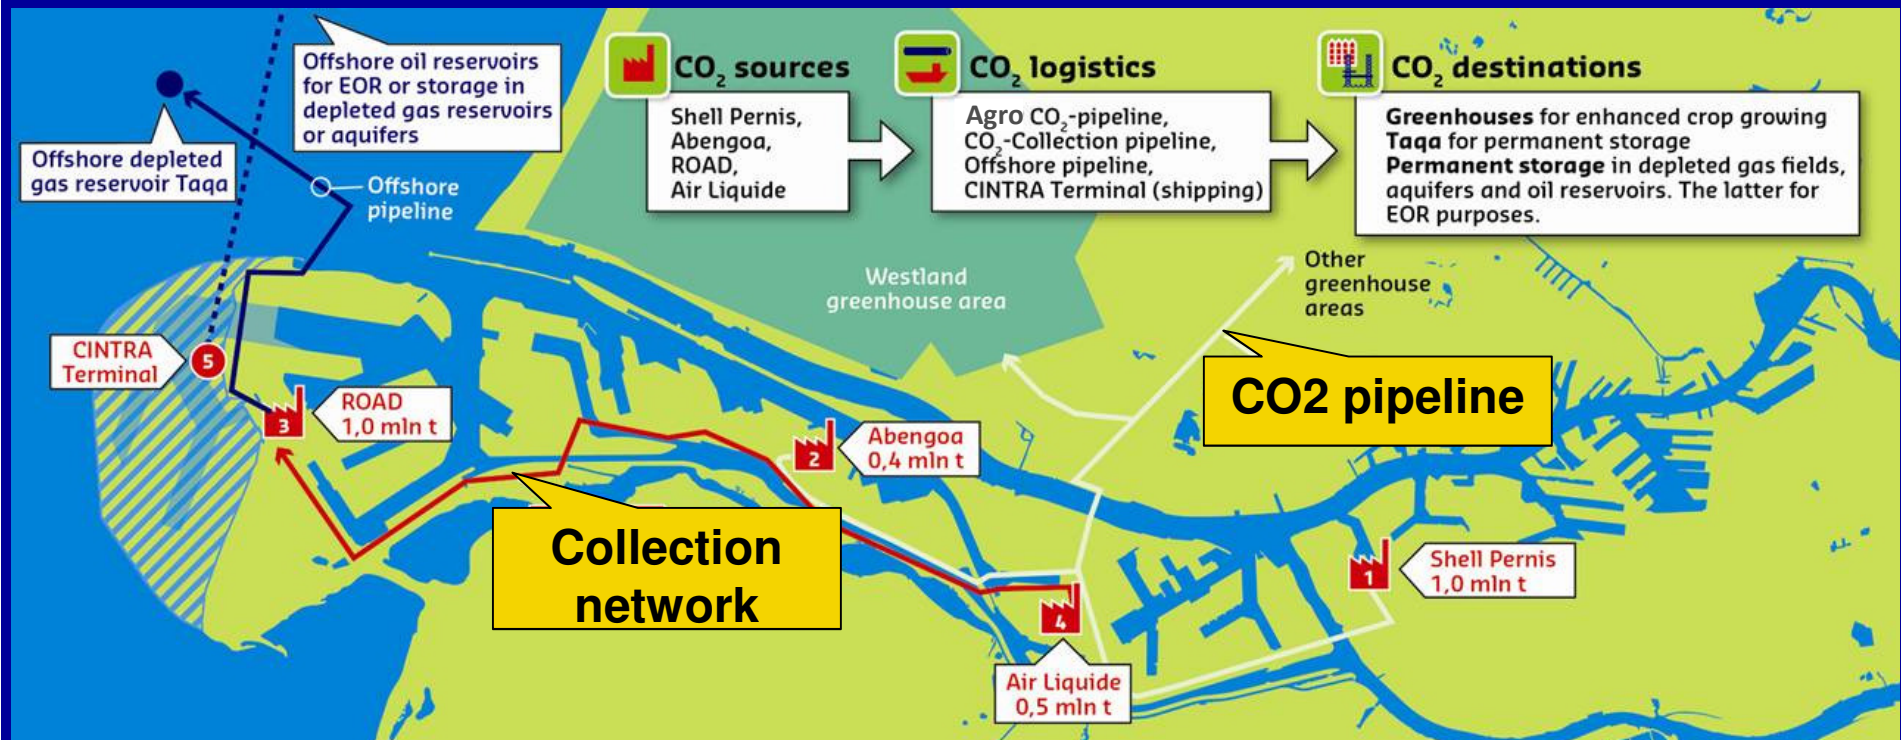 Offshore oil reservoirs
for EOR or storage in
depleted gas reservoirs
or aquifers
Offshore depleted
gas reservoir Taqa
Offshore
pipeline
CO₂ sources
Shell Pernis,
Abengoa,
ROAD,
Air Liquide
CO₂ logistics
Agro CO₂-pipeline,
CO₂-Collection pipeline,
Offshore pipeline,
CINTRA Terminal (shipping)
CO₂ destinations
Greenhouses for enhanced crop growing
Taqa for permanent storage
Permanent storage in depleted gas fields,
aquifers and oil reservoirs. The latter for
EOR purposes.
Westland
greenhouse area
Other
greenhouse
areas
CINTRA
Terminal
5
3
ROAD
1,0 mln t
2
Abengoa
0,4 mln t
CO2 pipeline
Collection
network
1
Shell Pernis
1,0 mln t
4
Air Liquide
0,5 mln t